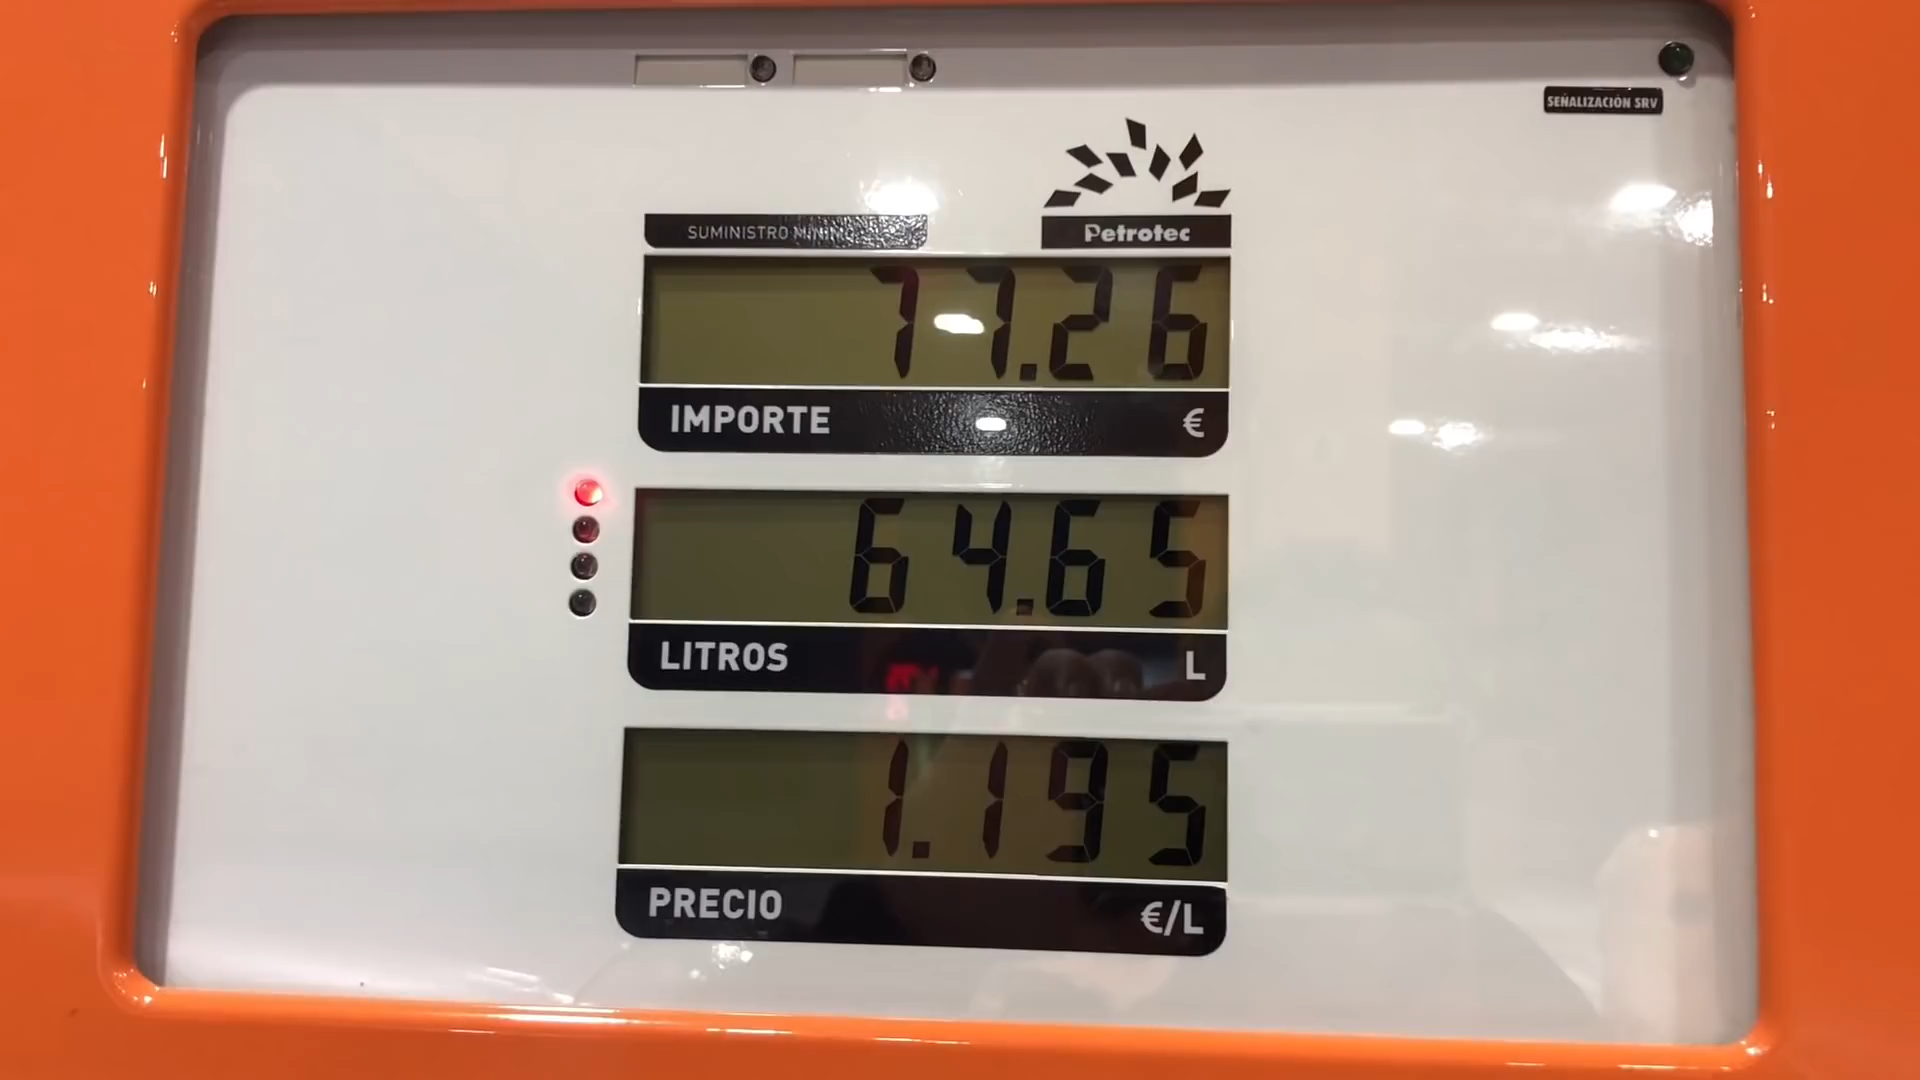 SEÑALIZACIÓN SRV
SUMINISTRO
Petrotec
77.26
IMPORTE €
64.65
LITROS L
1.195
PRECIO €/L